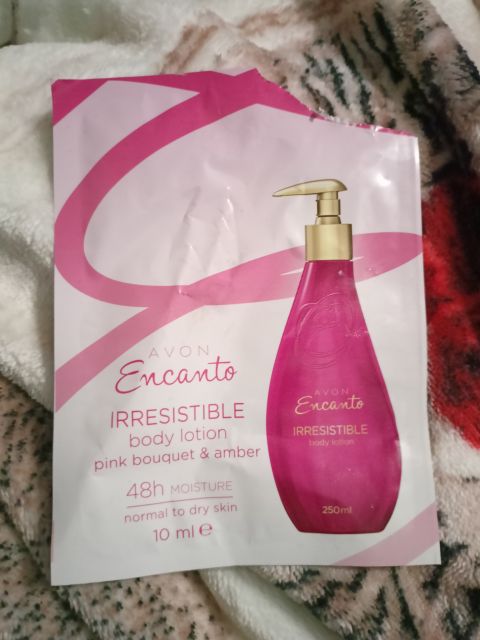 AVON
Encanto
IRRESISTIBLE
body lotion
pink bouquet & amber
48h MOISTURE
normal to dry skin
10 ml e
AVON
Encanto
IRRESISTIBLE
body lotion
250ml